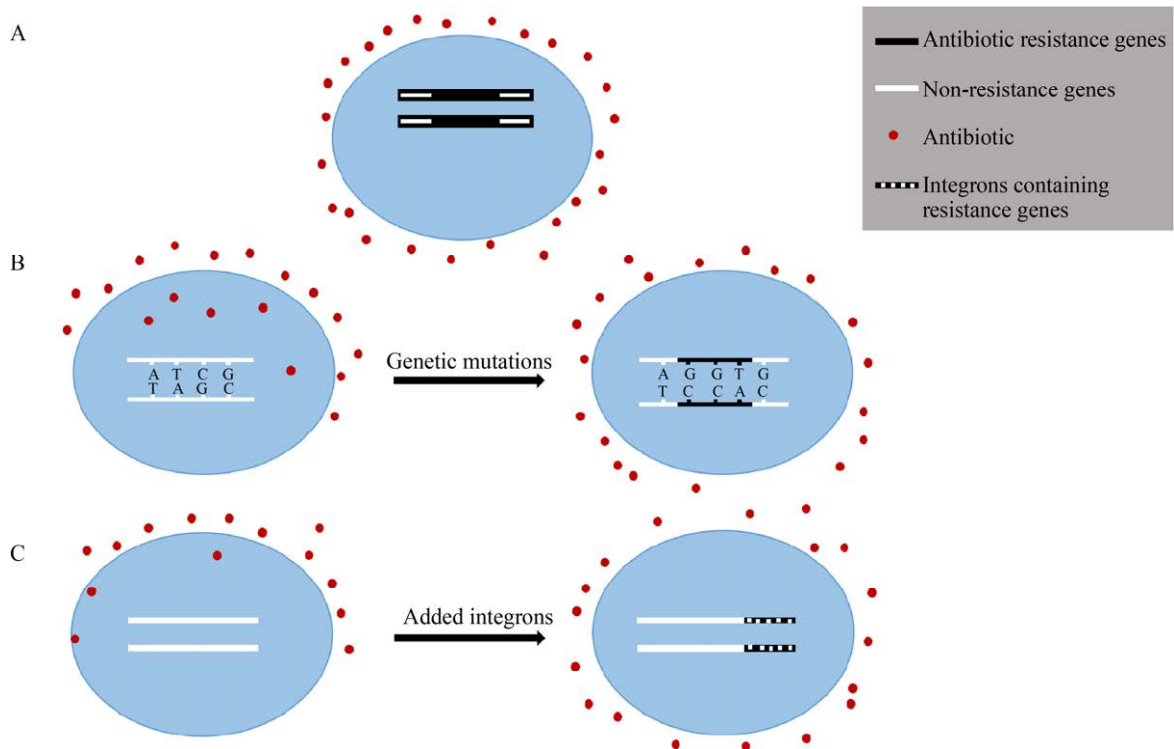 A
Antibiotic resistance genes
Non-resistance genes
Antibiotic
Integrons containing
resistance genes
B
A T C G
T A G C
Genetic mutations
A G G T G
T C C A C
C
Added integrons